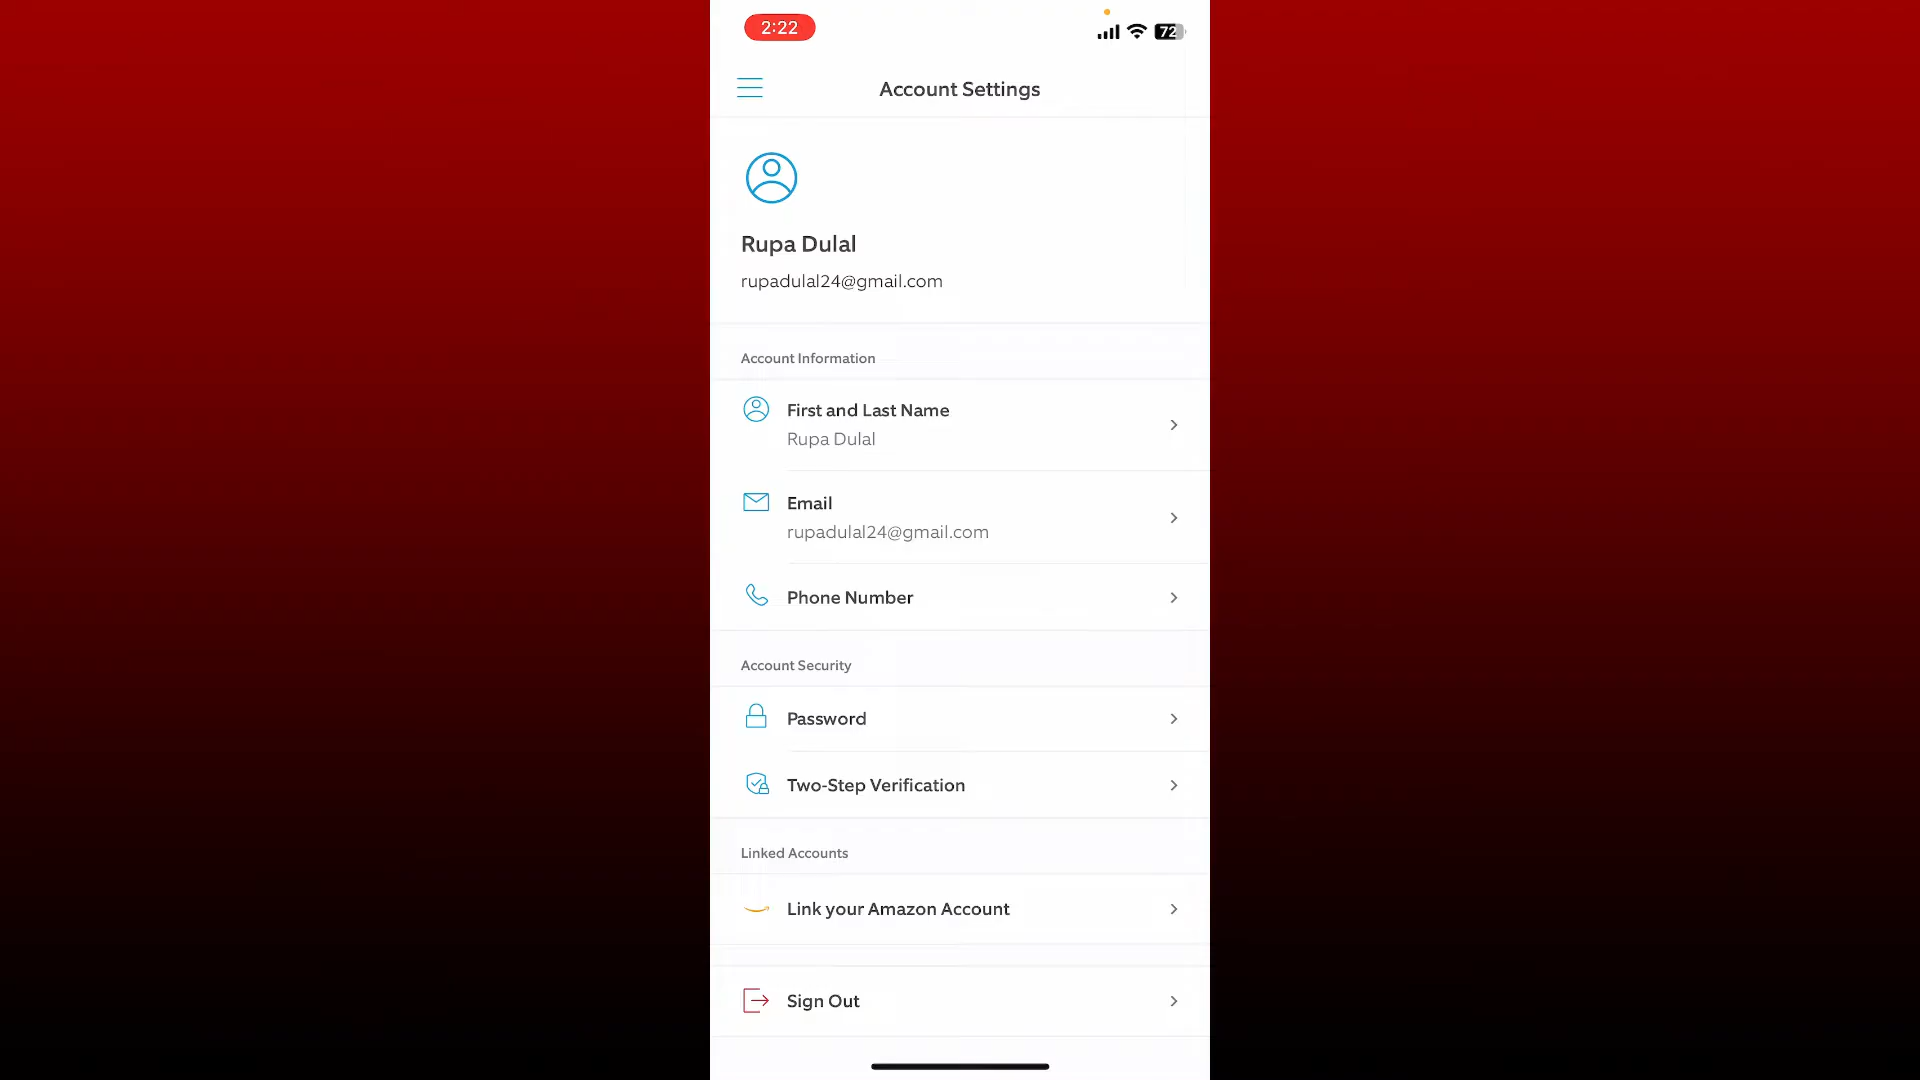 2:22
72
Account Settings
Rupa Dulal
rupadulal24@gmail.com
Account Information
First and Last Name
Rupa Dulal
Email
rupadulal24@gmail.com
Phone Number
Account Security
Password
Two-Step Verification
Linked Accounts
Link your Amazon Account
Sign Out